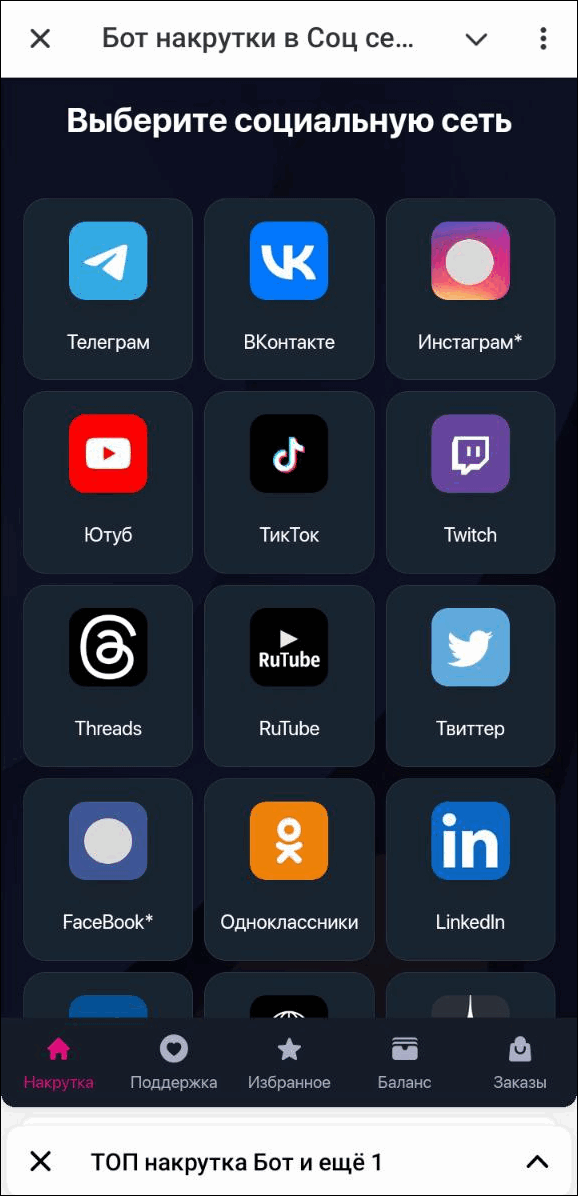 Бот накрутки в Соц се...
Выберите социальную сеть
Телеграм
ВКонтакте
Инстаграм*
Ютуб
ТикТок
Twitch
RuTube
Threads
RuTube
Твиттер
in
FaceBook*
Одноклассники
LinkedIn
Накрутка
Поддержка
Избранное
Баланс
Заказы
ТОП накрутка Бот и ещё 1